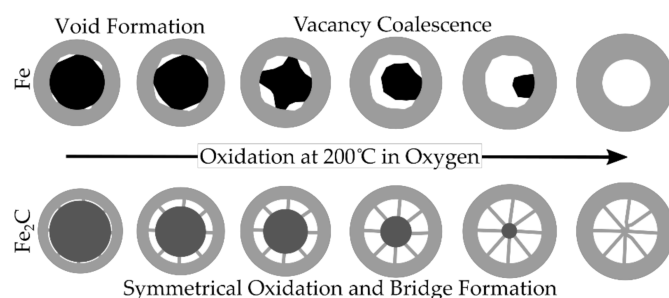 Void Formation
Vacancy Coalescence
Fe
Oxidation at 200°C in Oxygen
Fe₂C
Symmetrical Oxidation and Bridge Formation